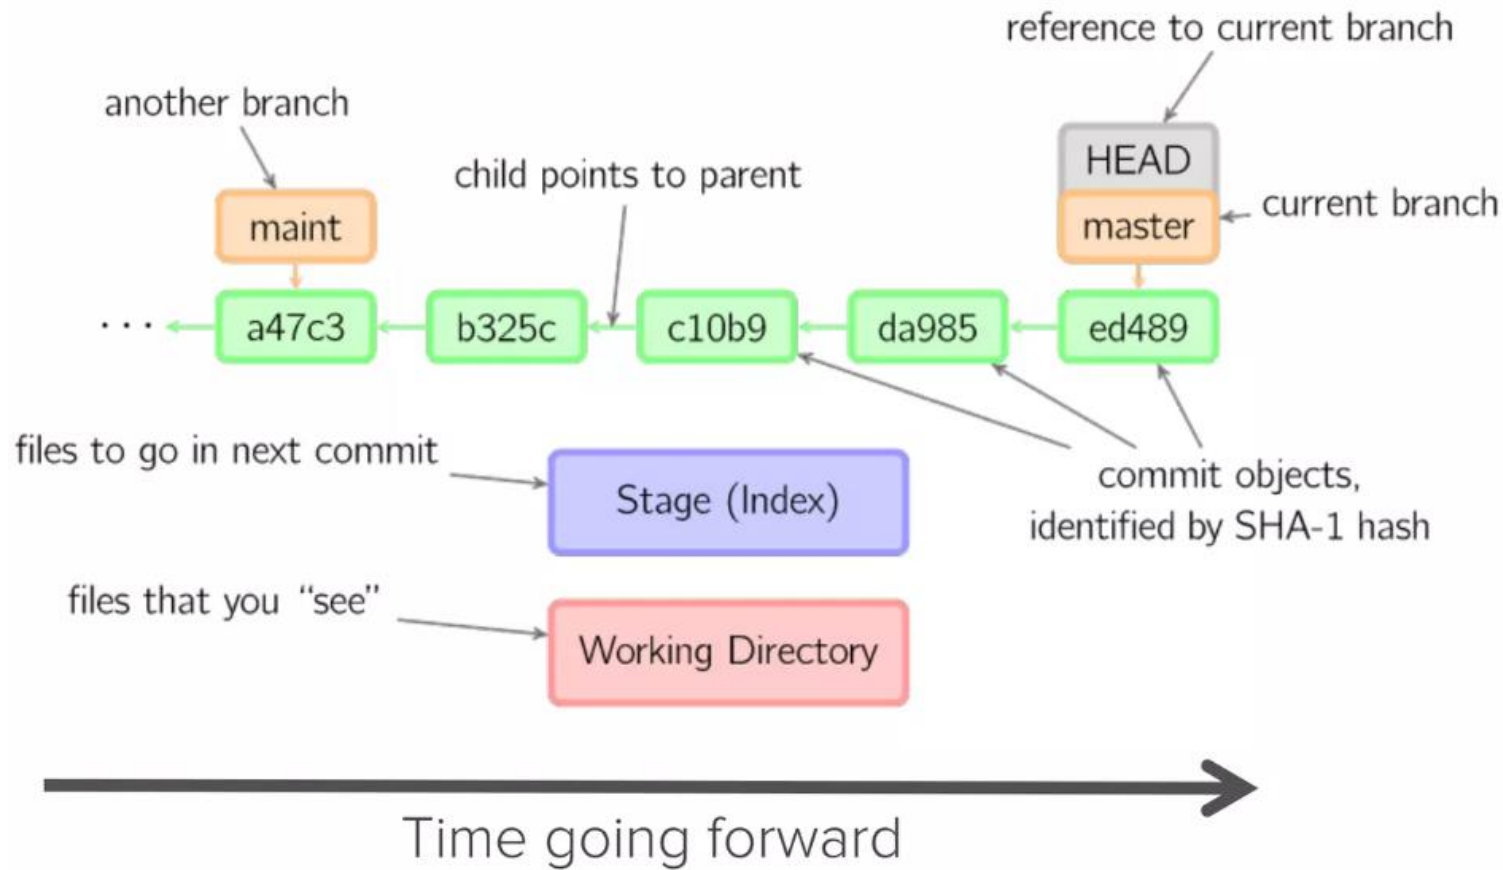 reference to current branch
another branch
HEAD
child points to parent
maint
master
current branch
...
a47c3
b325c
c10b9
da985
ed489
files to go in next commit
Stage (Index)
commit objects,
identified by SHA-1 hash
files that you “see”
Working Directory
Time going forward